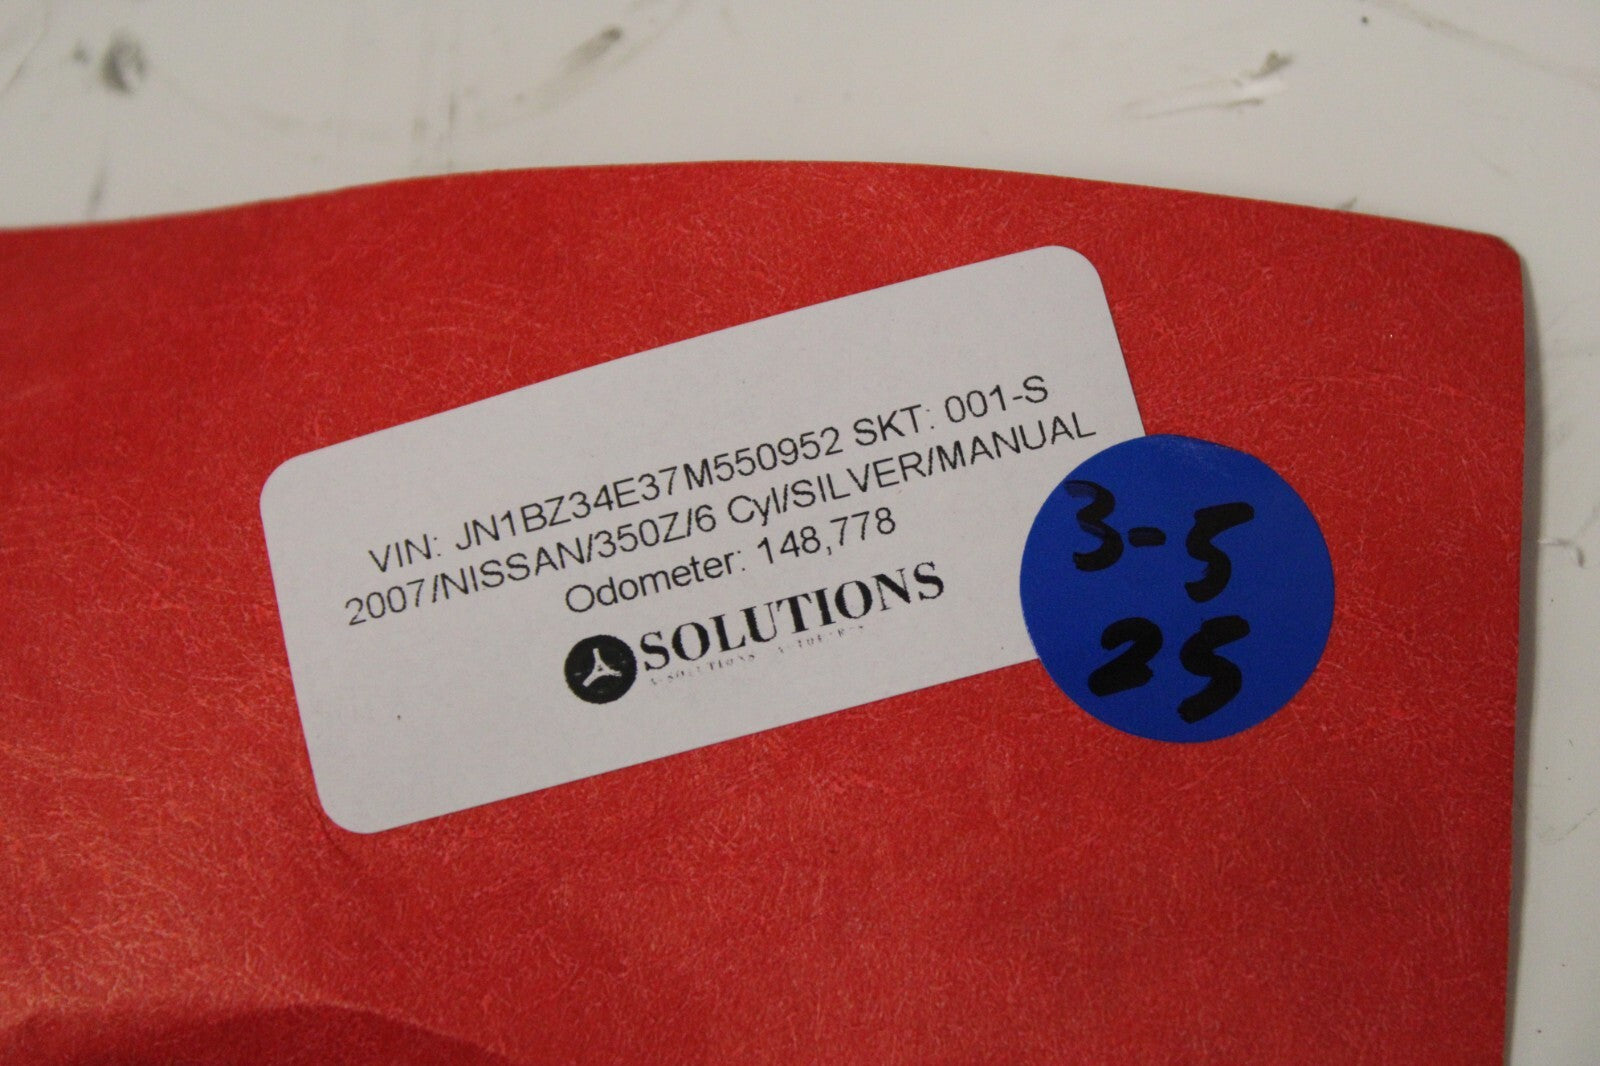 VIN: JN1BZ34E37M550952 SKT: 001-S
2007/NISSAN/350Z/6 Cyl/SILVER/MANUAL
Odometer: 148,778
SOLUTIONS
3-5
25